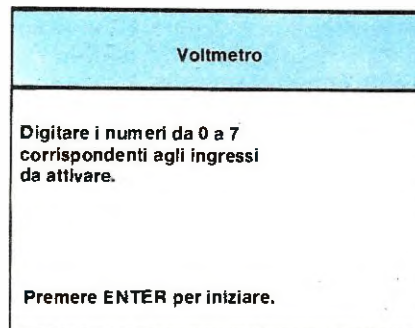 Voltmetro
Digitare i numeri da 0 a 7
corrispondenti agli ingressi
da attivare.
Premere ENTER per iniziare.